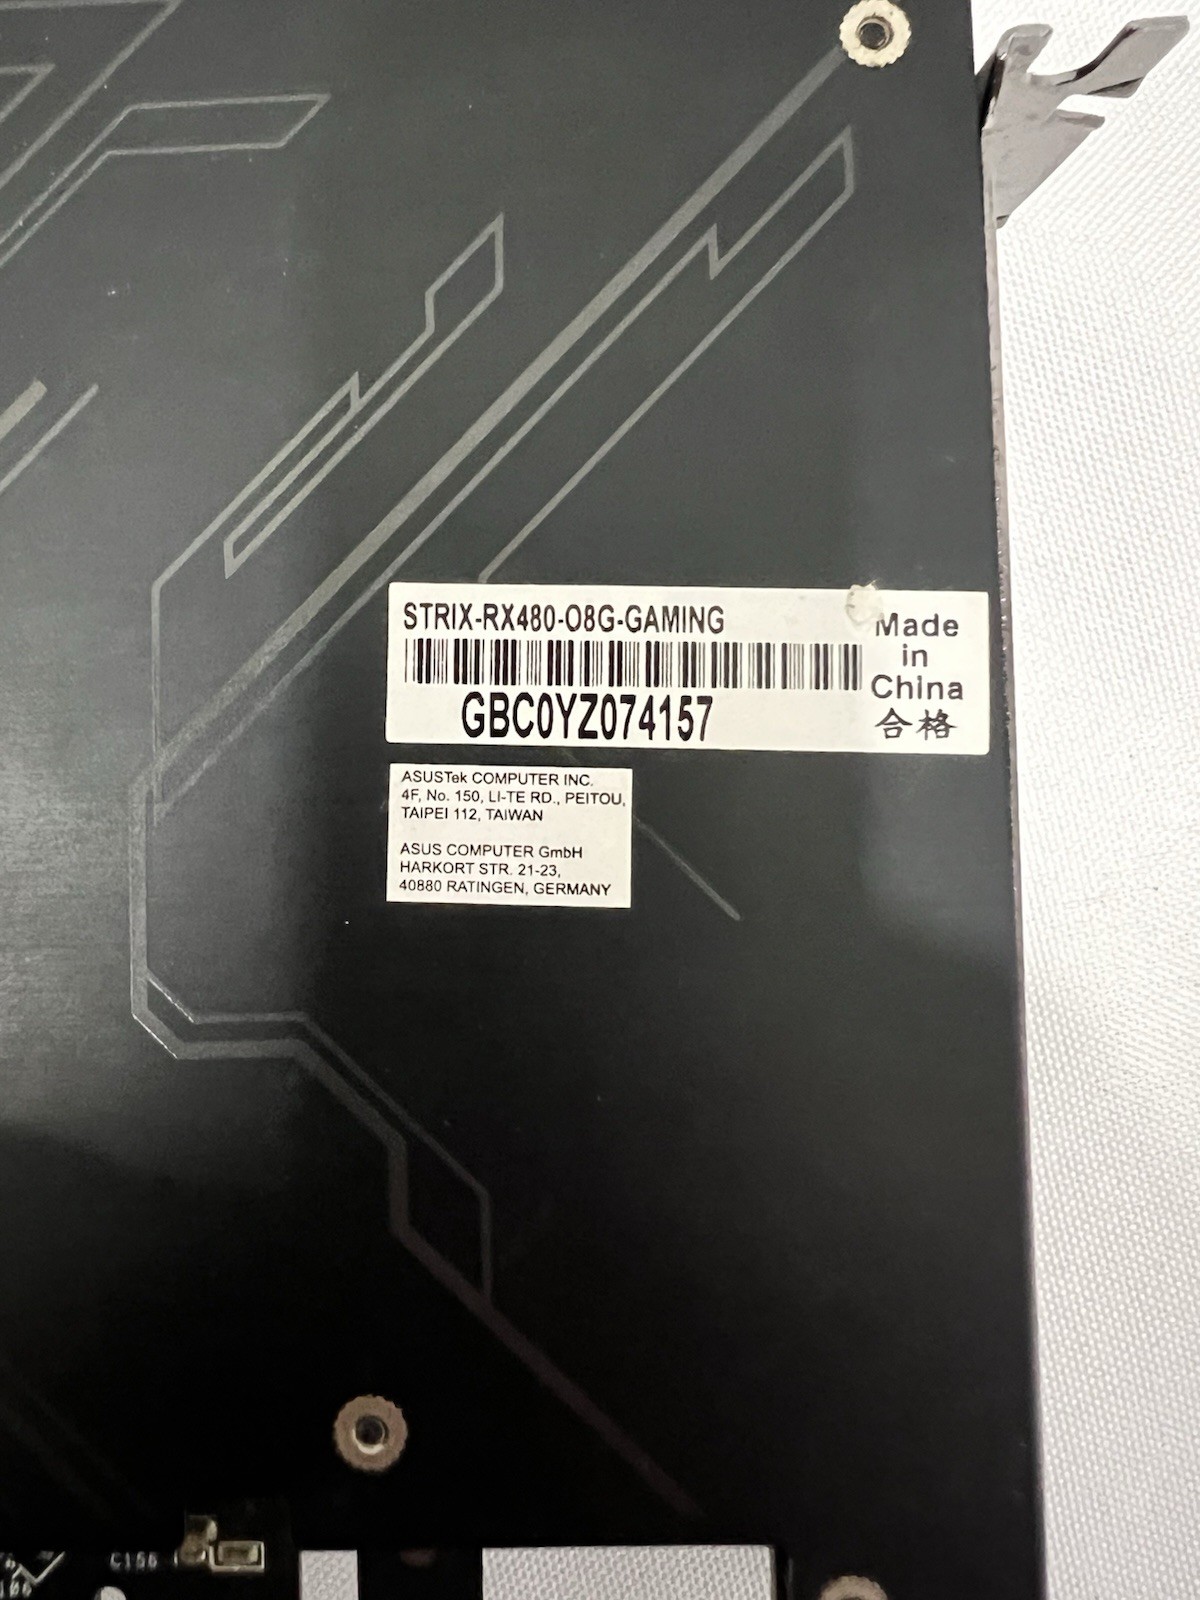 STRIX-RX480-O8G-GAMING
GBC0YZ074157
Made
in
China
合格
ASUSTek COMPUTER INC.
4F, No. 150, LI-TE RD., PEITOU,
TAIPEI 112, TAIWAN
ASUS COMPUTER GmbH
HARKORT STR. 21-23,
40880 RATINGEN, GERMANY
C166